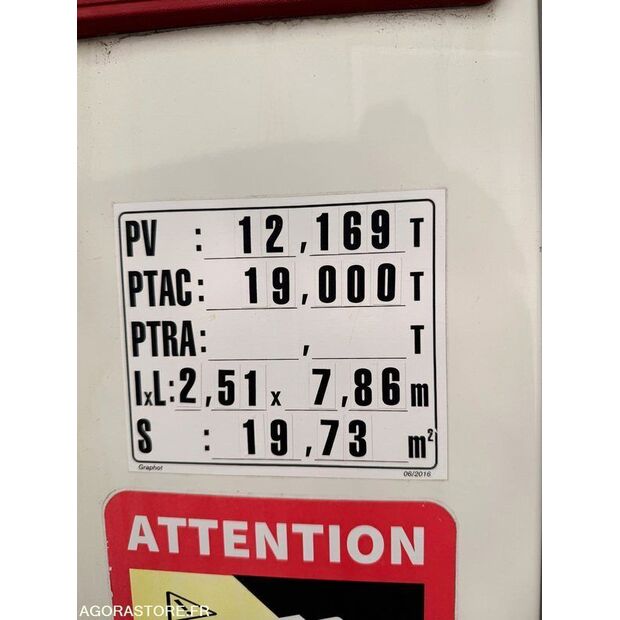 PV : 12,169 T
PTAC: 19,000 T
PTRA: , T
lxL: 2,51 x 7,86 m
S : 19,73 m²
Graphot 06/2016
ATTENTION
AGORASTORE.FR